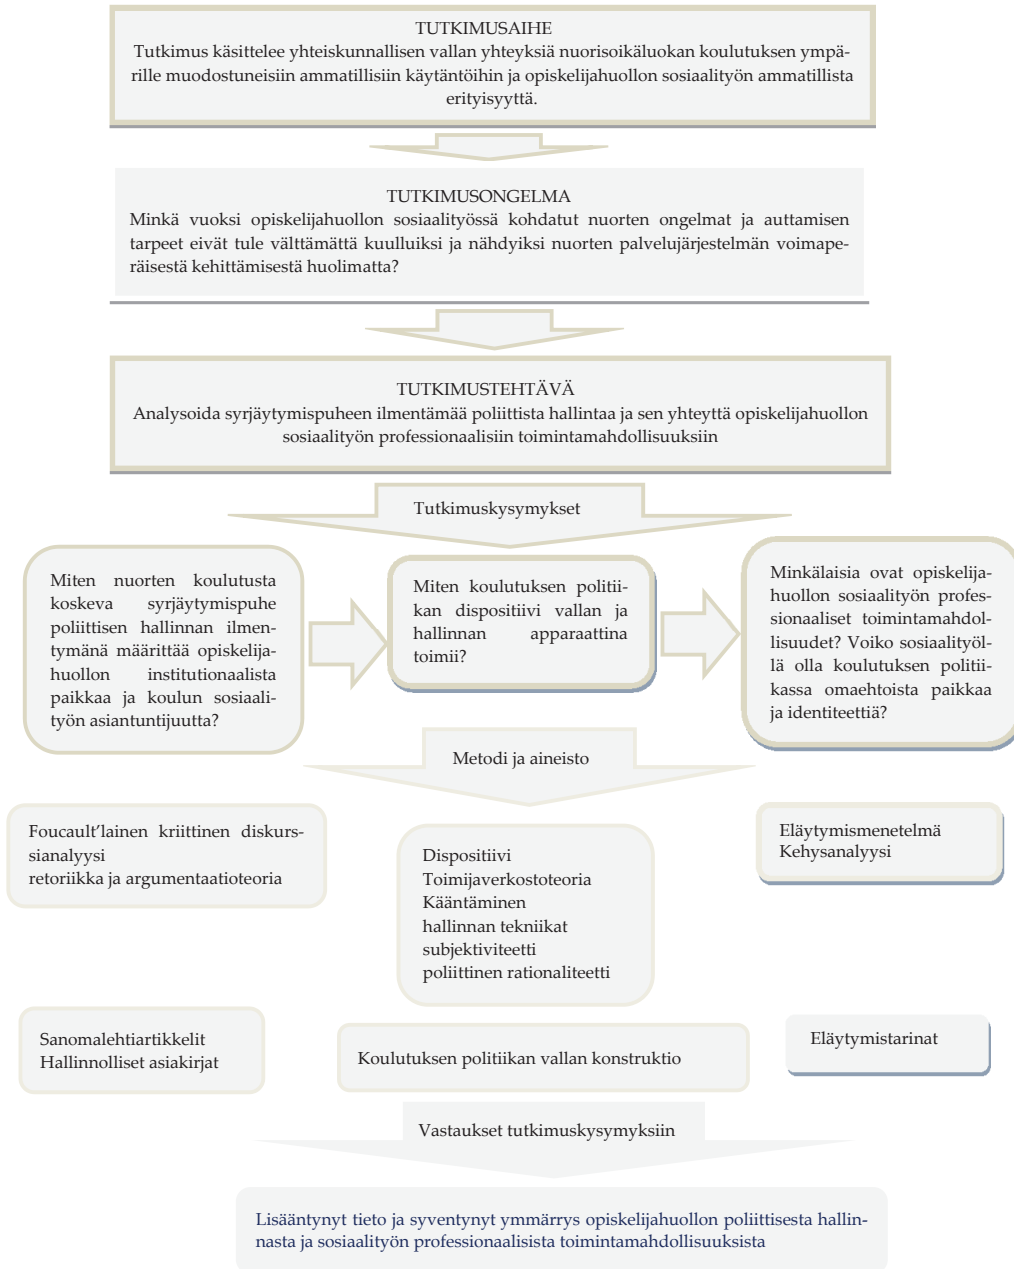 TUTKIMUSAIHE
Tutkimus käsittelee yhteiskunnallisen vallan yhteyksiä nuorisoikäluokan koulutuksen ympä-
rille muodostuneisiin ammatillisiin käytäntöihin ja opiskelijahuollon sosiaalityön ammatillista
erityisyyttä.
TUTKIMUSONGELMA
Minkä vuoksi opiskelijahuollon sosiaalityössä kohdatut nuorten ongelmat ja auttamisen
tarpeet eivät tule välttämättä kuulluiksi ja nähdyiksi nuorten palvelujärjestelmän voimape-
räisestä kehittämisestä huolimatta?
TUTKIMUSTEHTÄVÄ
Analysoida syrjäytymispuheen ilmentämää poliittista hallintaa ja sen yhteyttä opiskelijahuollon
sosiaalityön professionaalisiin toimintamahdollisuuksiin
Tutkimuskysymykset
Miten nuorten koulutusta
koskeva syrjäytymispuhe
poliittisen hallinnan ilmen-
tymänä määrittää opiskelija-
huollon institutionaalista
paikkaa ja koulun sosiaali-
työn asiantuntijuutta?
Miten koulutuksen politii-
kan dispositiivi vallan ja
hallinnan apparaattina
toimii?
Minkälaisia ovat opiskelija-
huollon sosiaalityön profes-
sionaaliset toimintamahdol-
lisuudet? Voiko sosiaalityöl-
lä olla koulutuksen politii-
kassa omaehtoista paikkaa
ja identiteettiä?
Metodi ja aineisto
Foucault'lainen kriittinen diskurs-
sianalyysi
retoriikka ja argumentaatioteoria
Dispositiivi
Toimijaverkostoteoria
Kääntäminen
hallinnan tekniikat
subjektiviteetti
poliittinen rationaliteetti
Eläytymismenetelmä
Kehysanalyysi
Sanomalehtiartikkelit
Hallinnolliset asiakirjat
Koulutuksen politiikan vallan konstruktio
Eläytymistarinat
Vastaukset tutkimuskysymyksiin
Lisääntynyt tieto ja syventynyt ymmärrys opiskelijahuollon poliittisesta hallin-
nasta ja sosiaalityön professionaalisista toimintamahdollisuuksista